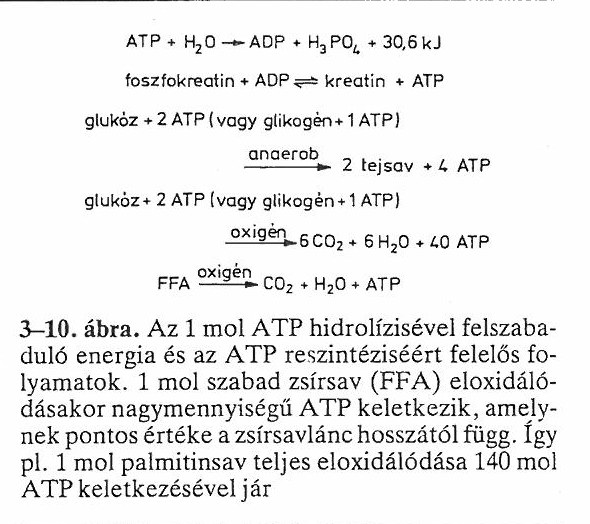 ATP + H₂O → ADP + H₃PO₄ + 30,6 kJ
foszfokreatin + ADP ⇌ kreatin + ATP
glukóz + 2 ATP (vagy glikogén + 1 ATP)
anaerob → 2 tejsav + 4 ATP
glukóz + 2 ATP (vagy glikogén + 1 ATP)
oxigén → 6 CO₂ + 6 H₂O + 40 ATP
FFA oxigén → CO₂ + H₂O + ATP
3–10. ábra. Az 1 mol ATP hidrolízisével felszaba-
duló energia és az ATP reszintéziséért felelős fo-
lyamatok. 1 mol szabad zsírsav (FFA) eloxidáló-
dásakor nagymennyiségű ATP keletkezik, amely-
nek pontos értéke a zsírsavlánc hosszától függ. Így
pl. 1 mol palmitinsav teljes eloxidálódása 140 mol
ATP keletkezésével jár